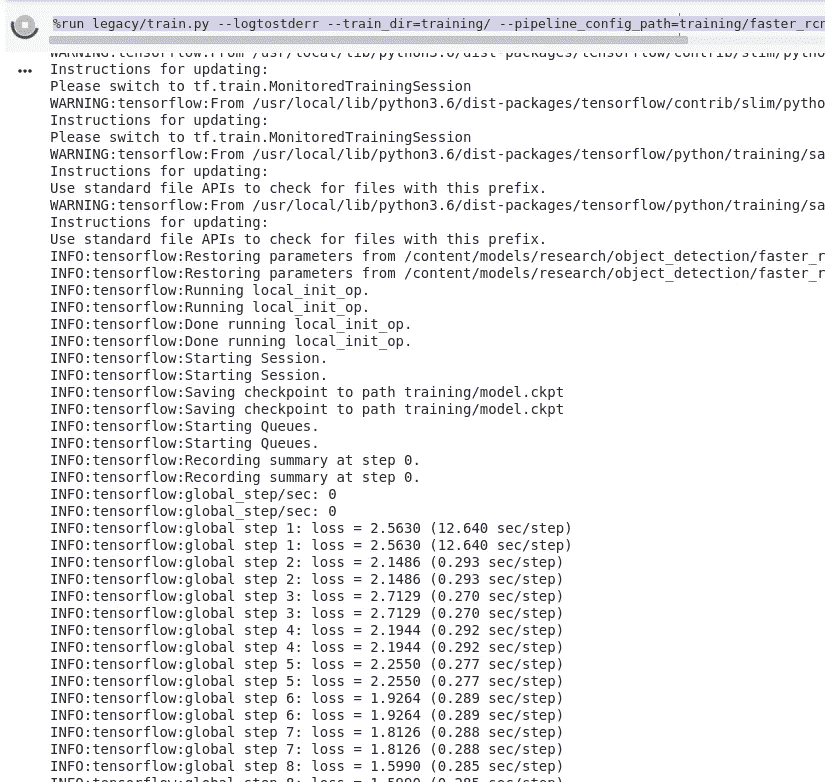 %run legacy/train.py --logtostderr --train_dir=training/ --pipeline_config_path=training/faster_rcn
WARNING:tensorflow:From /usr/local/lib/python3.6/dist-packages/tensorflow/contrib/slim/pytho
Instructions for updating:
Please switch to tf.train.MonitoredTrainingSession
WARNING:tensorflow:From /usr/local/lib/python3.6/dist-packages/tensorflow/contrib/slim/pytho
Instructions for updating:
Please switch to tf.train.MonitoredTrainingSession
WARNING:tensorflow:From /usr/local/lib/python3.6/dist-packages/tensorflow/python/training/sa
Instructions for updating:
Use standard file APIs to check for files with this prefix.
WARNING:tensorflow:From /usr/local/lib/python3.6/dist-packages/tensorflow/python/training/sa
Instructions for updating:
Use standard file APIs to check for files with this prefix.
INFO:tensorflow:Restoring parameters from /content/models/research/object_detection/faster_r
INFO:tensorflow:Restoring parameters from /content/models/research/object_detection/faster_r
INFO:tensorflow:Running local_init_op.
INFO:tensorflow:Running local_init_op.
INFO:tensorflow:Done running local_init_op.
INFO:tensorflow:Done running local_init_op.
INFO:tensorflow:Starting Session.
INFO:tensorflow:Starting Session.
INFO:tensorflow:Saving checkpoint to path training/model.ckpt
INFO:tensorflow:Saving checkpoint to path training/model.ckpt
INFO:tensorflow:Starting Queues.
INFO:tensorflow:Starting Queues.
INFO:tensorflow:Recording summary at step 0.
INFO:tensorflow:Recording summary at step 0.
INFO:tensorflow:global_step/sec: 0
INFO:tensorflow:global_step/sec: 0
INFO:tensorflow:global step 1: loss = 2.5630 (12.640 sec/step)
INFO:tensorflow:global step 1: loss = 2.5630 (12.640 sec/step)
INFO:tensorflow:global step 2: loss = 2.1486 (0.293 sec/step)
INFO:tensorflow:global step 2: loss = 2.1486 (0.293 sec/step)
INFO:tensorflow:global step 3: loss = 2.7129 (0.270 sec/step)
INFO:tensorflow:global step 3: loss = 2.7129 (0.270 sec/step)
INFO:tensorflow:global step 4: loss = 2.1944 (0.292 sec/step)
INFO:tensorflow:global step 4: loss = 2.1944 (0.292 sec/step)
INFO:tensorflow:global step 5: loss = 2.2550 (0.277 sec/step)
INFO:tensorflow:global step 5: loss = 2.2550 (0.277 sec/step)
INFO:tensorflow:global step 6: loss = 1.9264 (0.289 sec/step)
INFO:tensorflow:global step 6: loss = 1.9264 (0.289 sec/step)
INFO:tensorflow:global step 7: loss = 1.8126 (0.288 sec/step)
INFO:tensorflow:global step 7: loss = 1.8126 (0.288 sec/step)
INFO:tensorflow:global step 8: loss = 1.5990 (0.285 sec/step)
INFO:tensorflow:global step 8: loss = 1.5990 (0.285 sec/step)